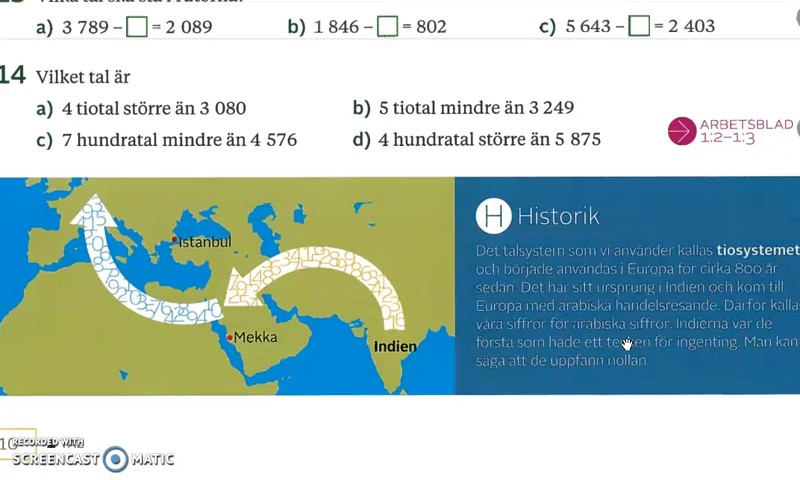 a) 3 789 – □ = 2 089 b) 1 846 – □ = 802 c) 5 643 – □ = 2 403
14 Vilket tal är
a) 4 tiotal större än 3 080 b) 5 tiotal mindre än 3 249
c) 7 hundratal mindre än 4 576 d) 4 hundratal större än 5 875
ARBETSBLAD
1:2–1:3
H Historik
Det talsystem som vi använder kallas tiosystemet
och började användas i Europa för cirka 800 år
sedan. Det har sitt ursprung i Indien och kom till
Europa med arabiska handelsresande. Därför kallas
våra siffror för arabiska siffror. Indierna var de
första som hade ett tecken för ingenting. Man kan
säga att de uppfann nollan.
Istanbul
Mekka
Indien
10
RECORDED WITH
SCREENCAST MATIC